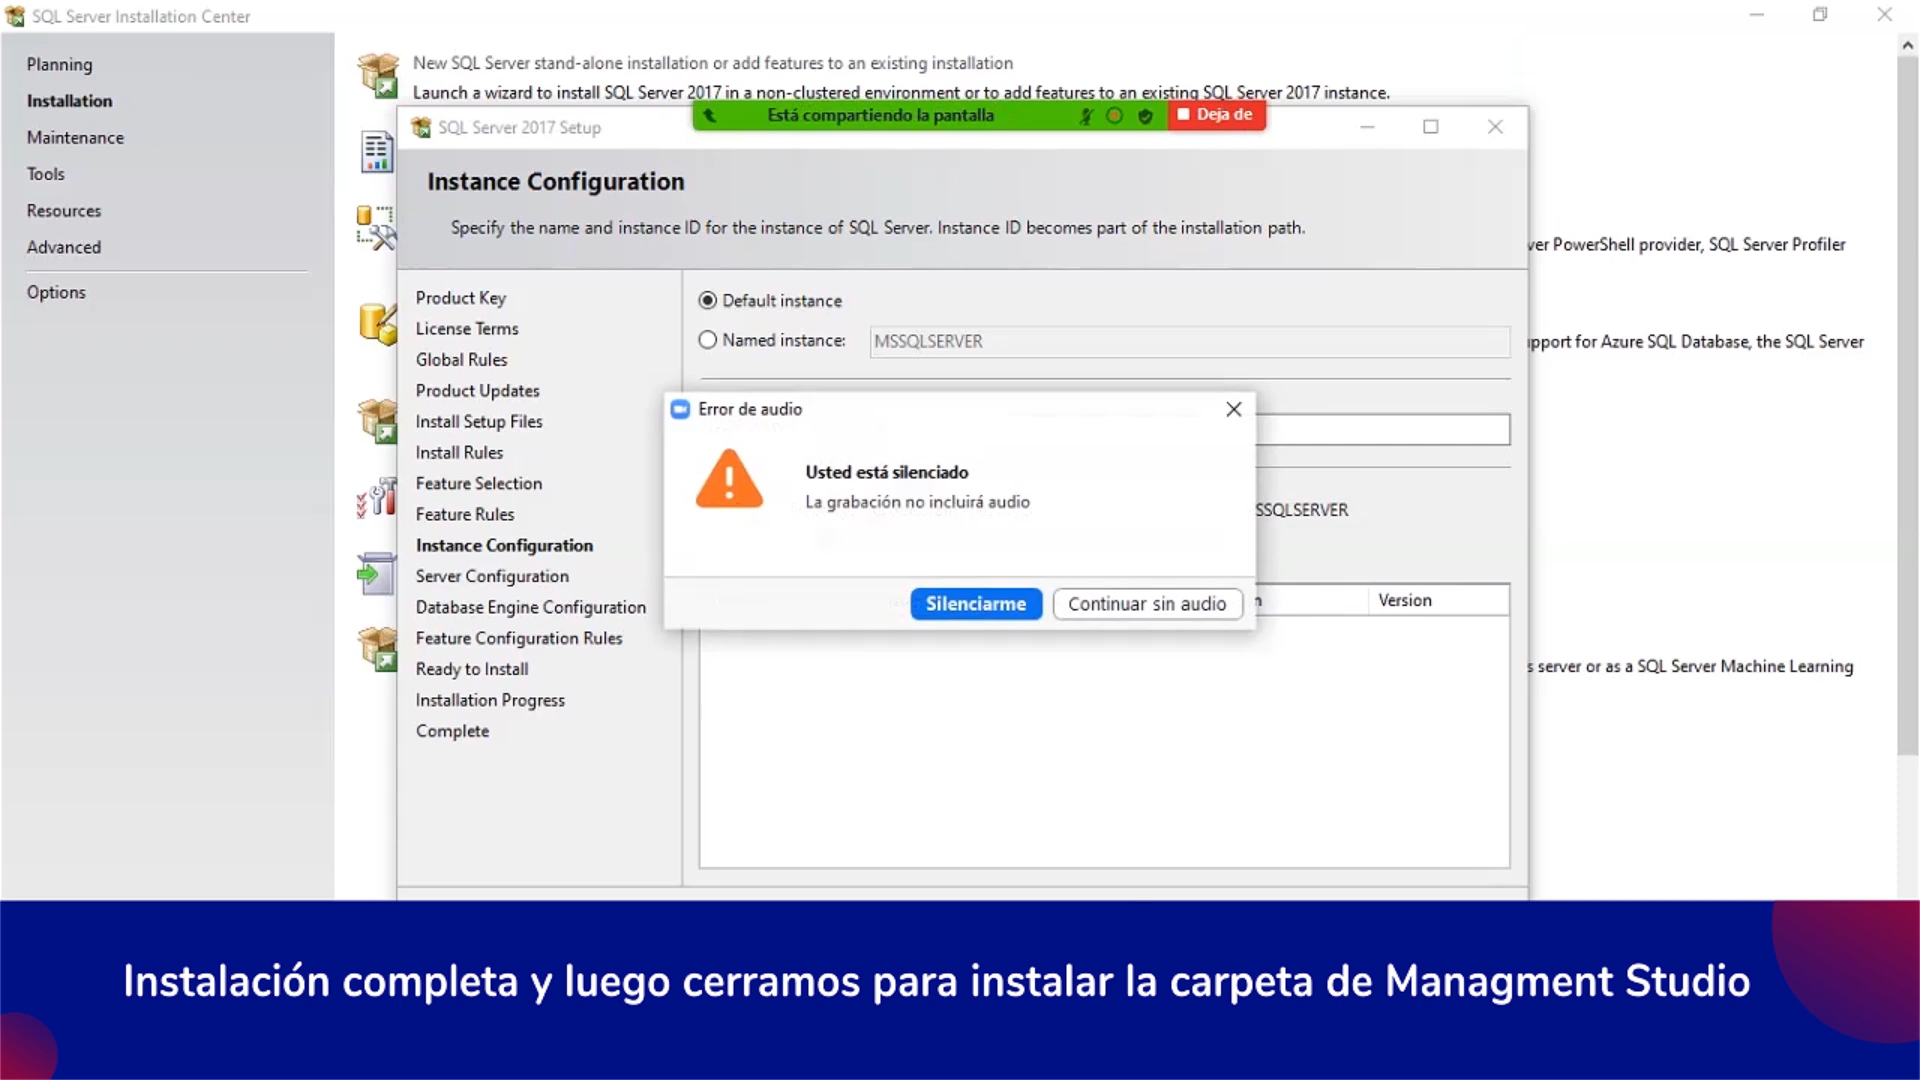 SQL Server Installation Center
Planning
Installation
Maintenance
Tools
Resources
Advanced
Options
New SQL Server stand-alone installation or add features to an existing installation
Launch a wizard to install SQL Server 2017 in a non-clustered environment or to add features to an existing SQL Server 2017 instance.
Está compartiendo la pantalla
Deja de
SQL Server 2017 Setup
Instance Configuration
Specify the name and instance ID for the instance of SQL Server. Instance ID becomes part of the installation path.
PowerShell provider, SQL Server Profiler
for Azure SQL Database, the SQL Server
server or as a SQL Server Machine Learning
Product Key
License Terms
Global Rules
Product Updates
Install Setup Files
Install Rules
Feature Selection
Feature Rules
Instance Configuration
Server Configuration
Database Engine Configuration
Feature Configuration Rules
Ready to Install
Installation Progress
Complete
Default instance
Named instance:
MSSQLSERVER
SSQLSERVER
Version
Error de audio
Usted está silenciado
La grabación no incluirá audio
Silenciarme
Continuar sin audio
Instalación completa y luego cerramos para instalar la carpeta de Managment Studio